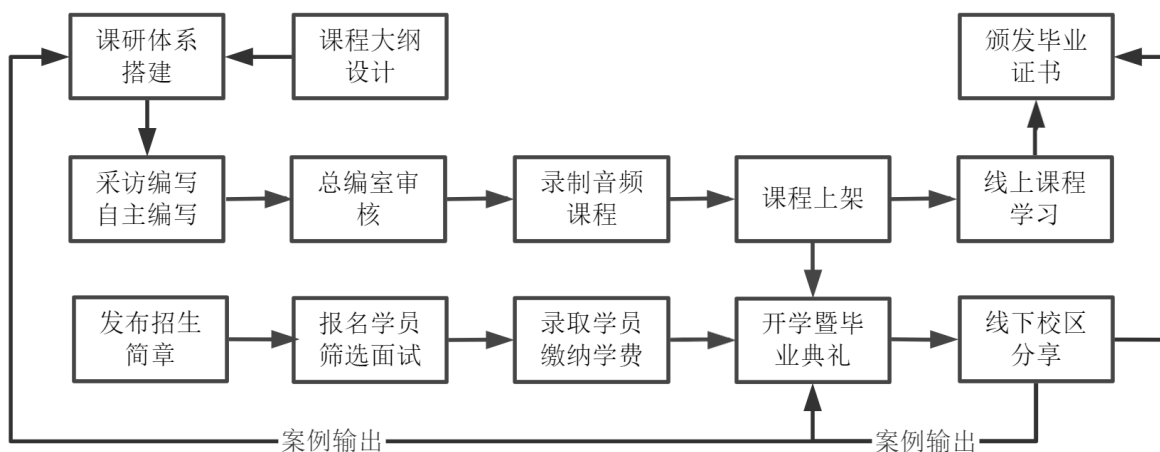 课研体系
搭建
课程大纲
设计
颁发毕业
证书
采访编写
自主编写
总编室审
核
录制音频
课程
课程上架
线上课程
学习
发布招生
简章
报名学员
筛选面试
录取学员
缴纳学费
开学暨毕
业典礼
线下校区
分享
案例输出
案例输出